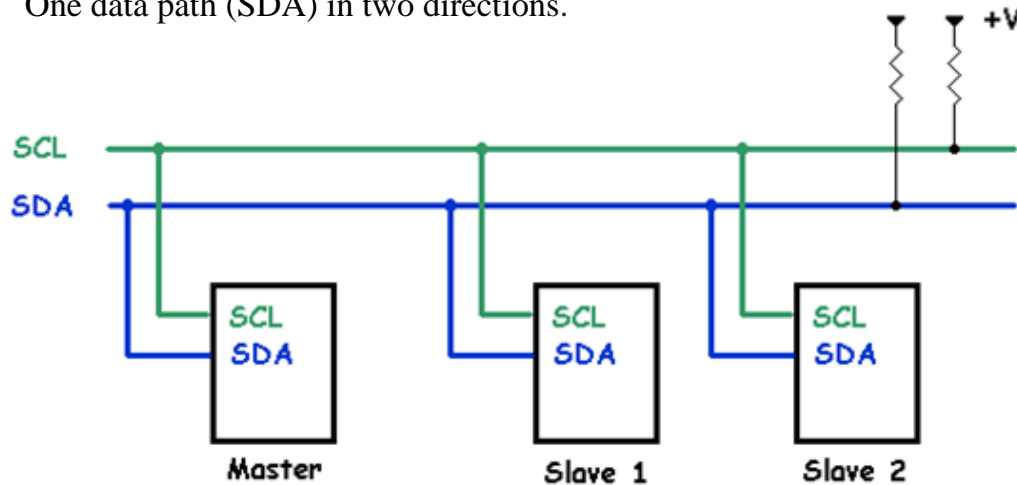 One data path (SDA) in two directions.
+V
SCL
SDA
SCL
SDA
SCL
SDA
SCL
SDA
Master
Slave 1
Slave 2